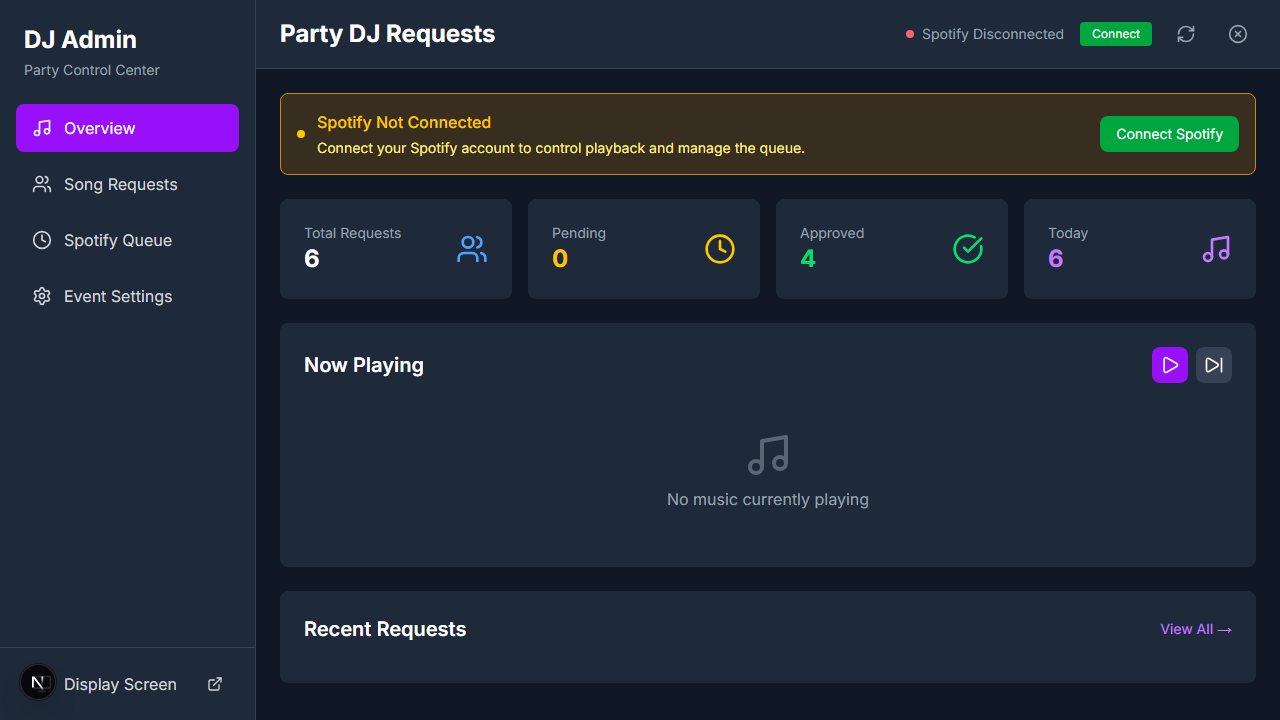 DJ Admin
Party Control Center
Overview
Song Requests
Spotify Queue
Event Settings
N
Display Screen
Party DJ Requests
Spotify Disconnected
Connect
Spotify Not Connected
Connect your Spotify account to control playback and manage the queue.
Connect Spotify
Total Requests
6
Pending
0
Approved
4
Today
6
Now Playing
No music currently playing
Recent Requests
View All →